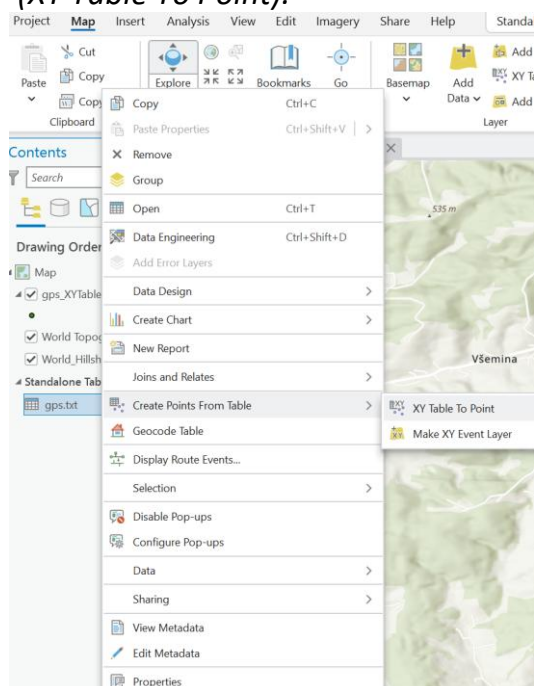 (XY Table To Point).
Project Map Insert Analysis View Edit Imagery Share Help Standa
Cut
Copy
Copy
Paste
Clipboard
Explore
Bookmarks
Go
Basemap
Add
Data
Add
XY Ta
Add
Layer
Contents
Search
Drawing Order
Map
gps_XYTable
World Topog
World_Hillsh
Standalone Tab
gps.txt
Copy Ctrl+C
Paste Properties Ctrl+Shift+V
Remove
Group
Open Ctrl+T
Data Engineering Ctrl+Shift+D
Add Error Layers
Data Design
Create Chart
New Report
Joins and Relates
Create Points From Table
Geocode Table
Display Route Events...
Selection
Disable Pop-ups
Configure Pop-ups
Data
Sharing
View Metadata
Edit Metadata
Properties
XY Table To Point
Make XY Event Layer
535 m
Všemina